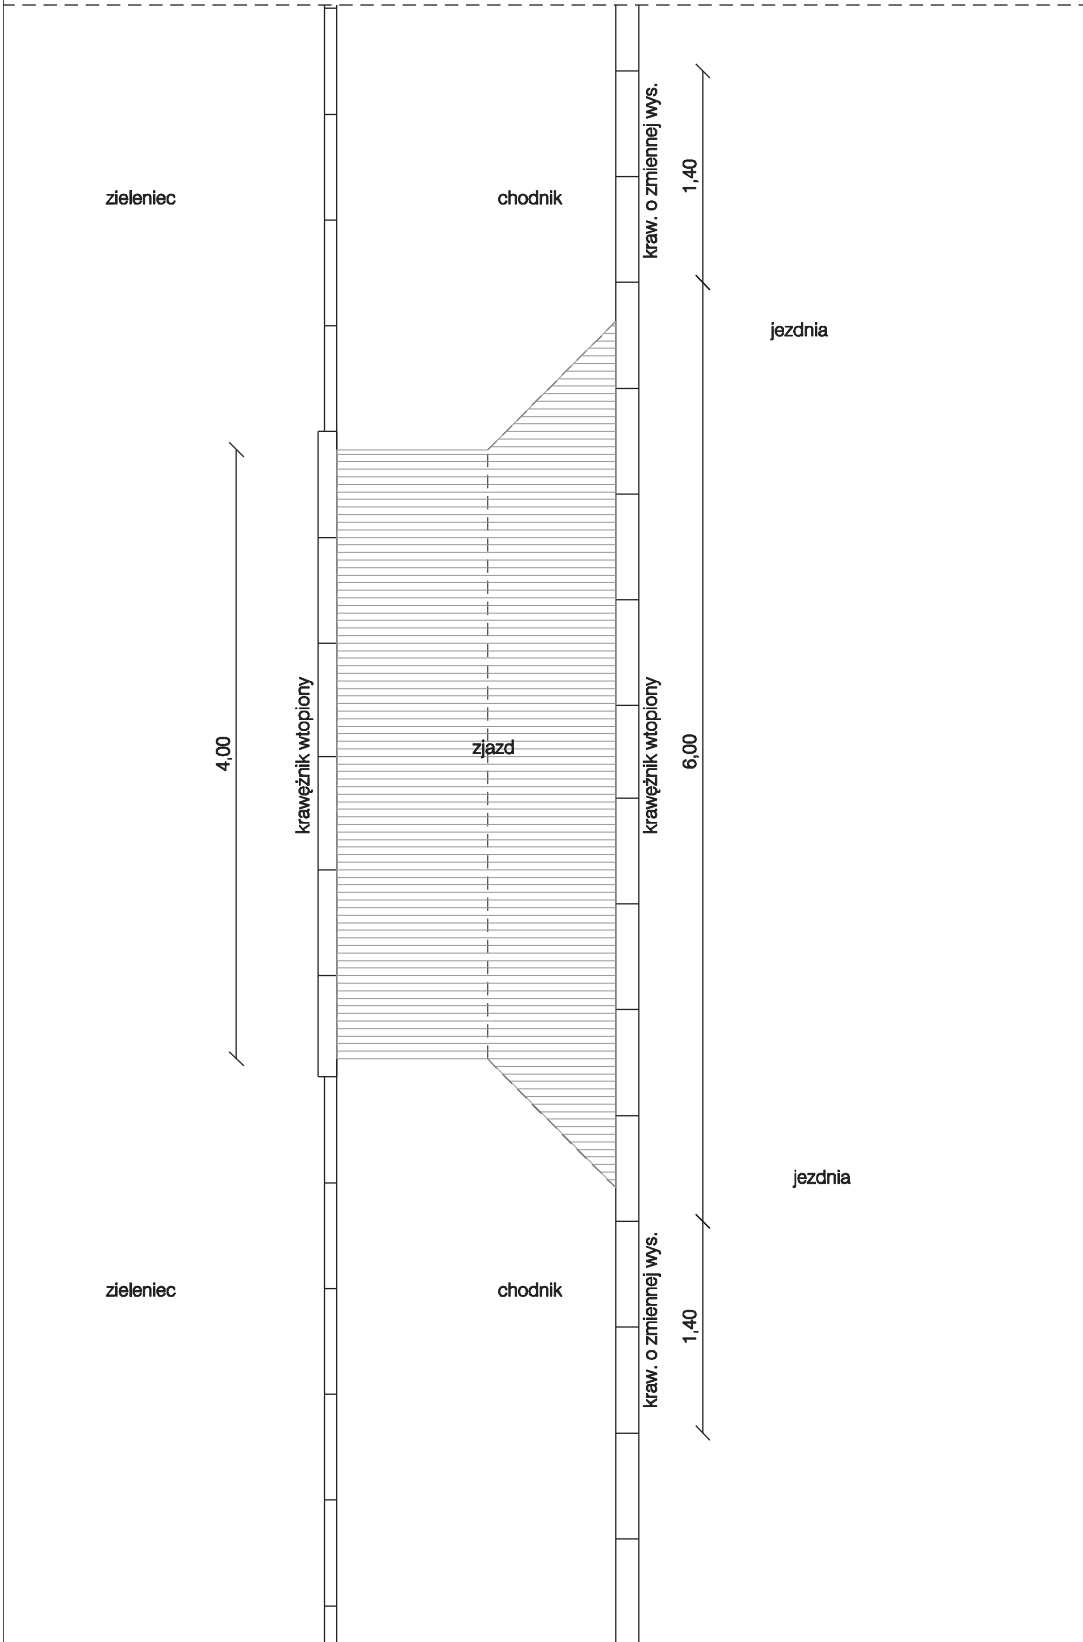 kraw. o zmiennej wys.
1,40
zieleniec
chodnik
jezdnia
4,00
krawężnik wtopiony
zjazd
krawężnik wtopiony
6,00
jezdnia
zieleniec
chodnik
kraw. o zmiennej wys.
1,40